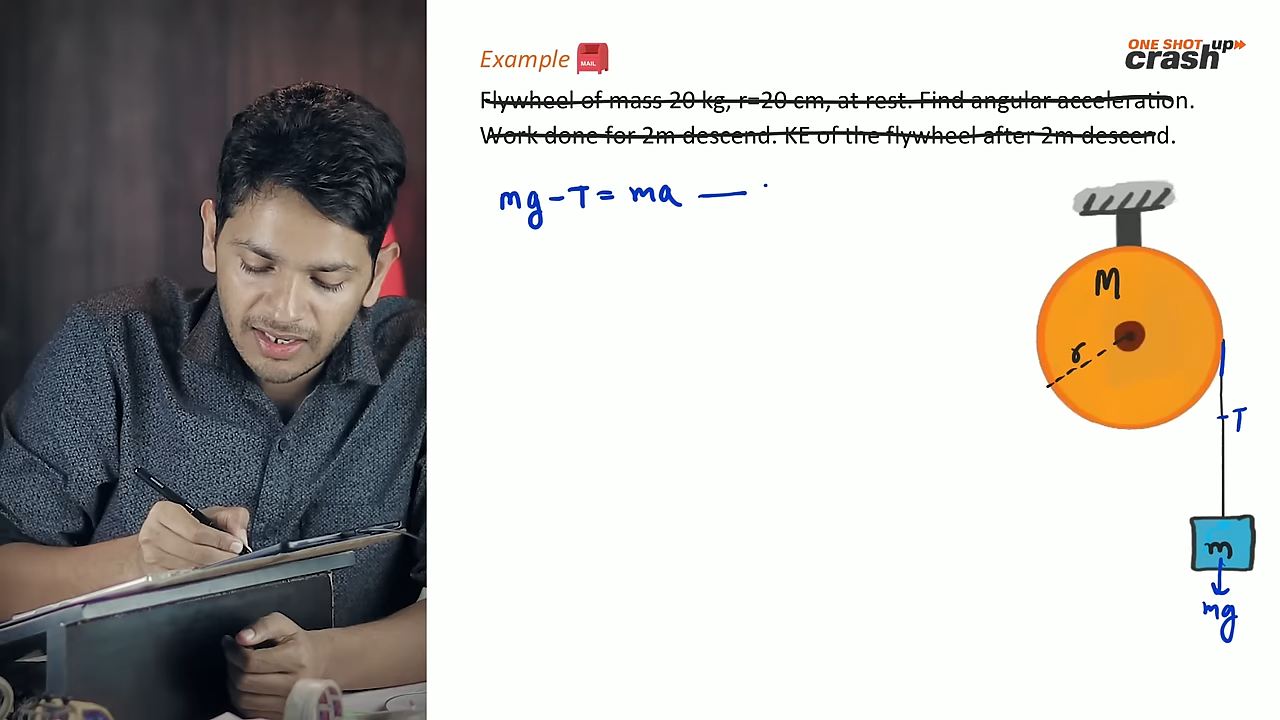 Example MAIL
ONE SHOT up
crash
Flywheel of mass 20 kg, r=20 cm, at rest. Find angular acceleration.
Work done for 2m descend. KE of the flywheel after 2m descend.
mg-T= ma —
M
r
T
m
mg